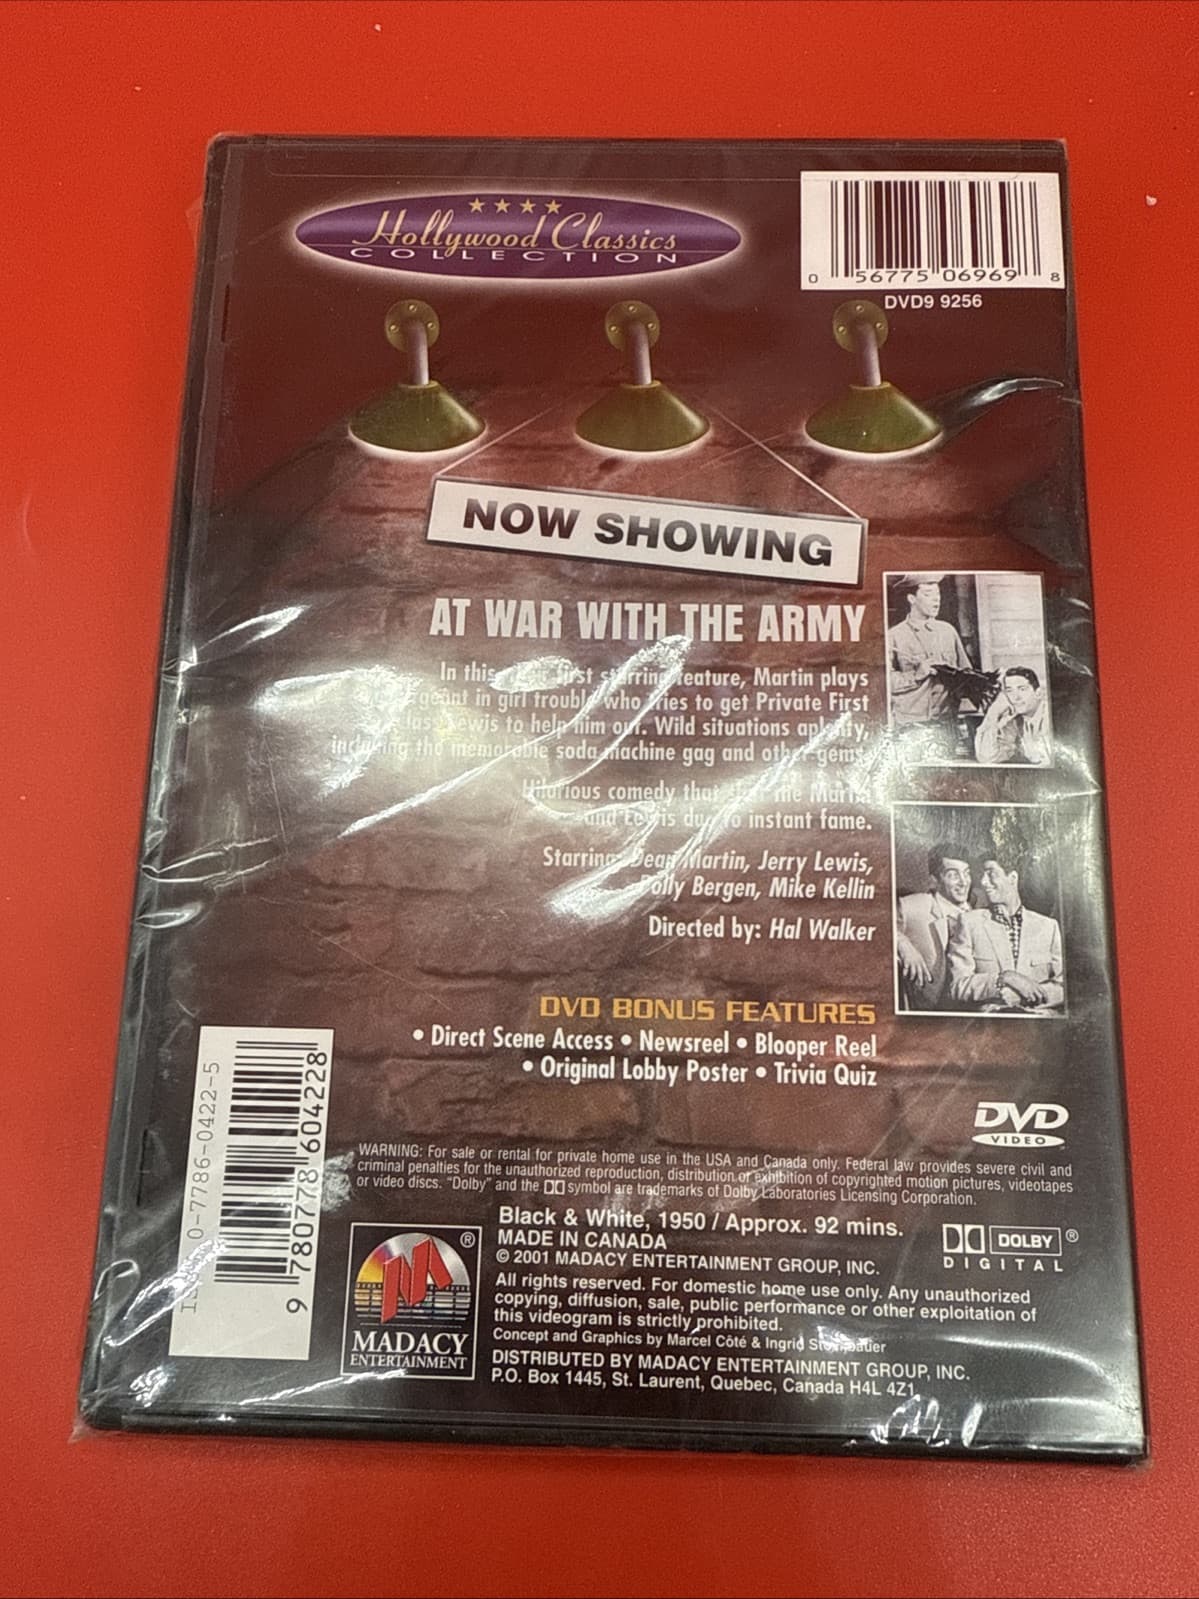 Hollywood Classics
COLLECTION
0 56775 06969 8
DVD9 9256
NOW SHOWING
AT WAR WITH THE ARMY
In this first starring feature, Martin plays
in girl trouble who tries to get Private First
Lewis to help him out. Wild situations aplenty,
including the memorable soda machine gag and other gems.
Hilarious comedy that the Martin
and Lewis duo to instant fame.
Starring: Dean Martin, Jerry Lewis,
Polly Bergen, Mike Kellin
Directed by: Hal Walker
DVD BONUS FEATURES
• Direct Scene Access • Newsreel • Blooper Reel
• Original Lobby Poster • Trivia Quiz
DVD
VIDEO
WARNING: For sale or rental for private home use in the USA and Canada only. Federal law provides severe civil and
criminal penalties for the unauthorized reproduction, distribution or exhibition of copyrighted motion pictures, videotapes
or video discs. "Dolby" and the symbol are trademarks of Dolby Laboratories Licensing Corporation.
Black & White, 1950 / Approx. 92 mins.
MADE IN CANADA
© 2001 MADACY ENTERTAINMENT GROUP, INC.
All rights reserved. For domestic home use only. Any unauthorized
copying, diffusion, sale, public performance or other exploitation of
this videogram is strictly prohibited.
Concept and Graphics by Marcel Côté & Ingrid
DISTRIBUTED BY MADACY ENTERTAINMENT GROUP, INC.
P.O. Box 1445, St. Laurent, Quebec, Canada H4L 4Z1
DOLBY ®
DIGITAL
®
MADACY
ENTERTAINMENT
0-7786-0422-5
9 780778 604228